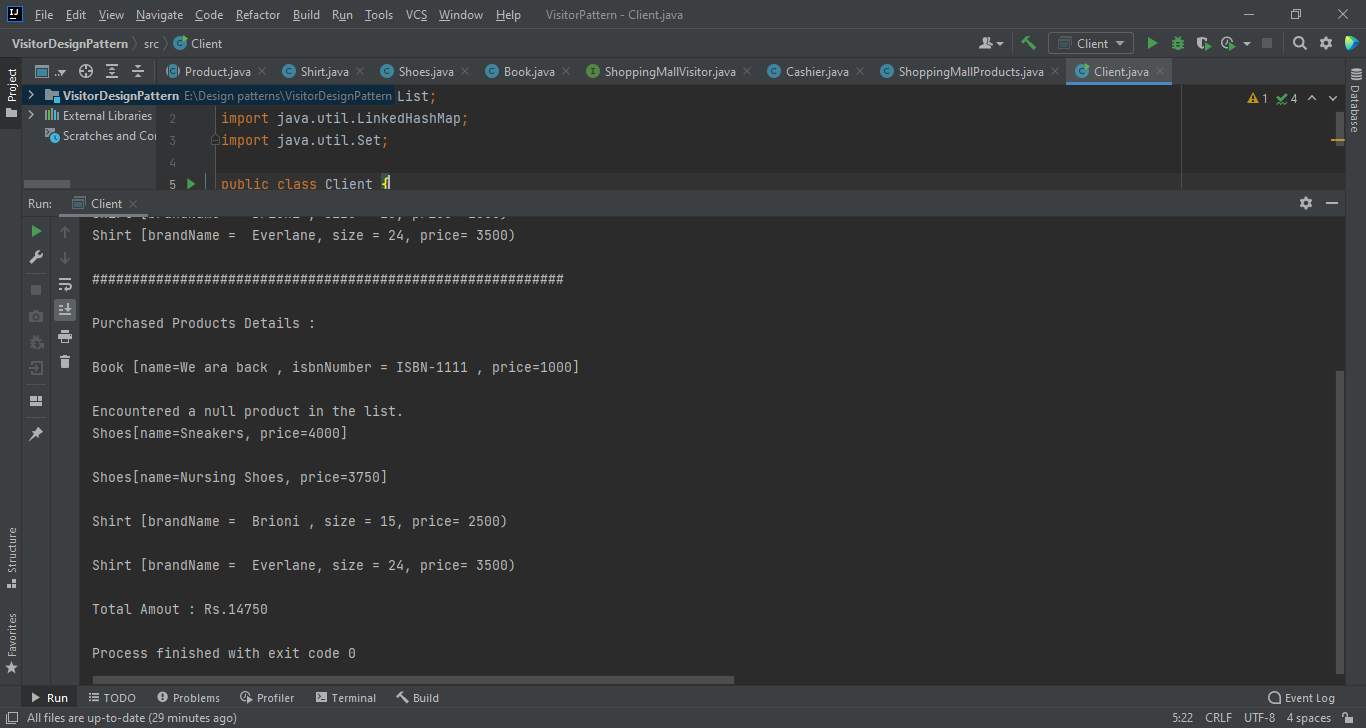 File Edit View Navigate Code Refactor Build Run Tools VCS Window Help VisitorPattern - Client.java
VisitorDesignPattern src Client Client
Product.java Shirt.java Shoes.java Book.java ShoppingMallVisitor.java Cashier.java ShoppingMallProducts.java Client.java
Project
VisitorDesignPattern E:\Design patterns\VisitorDesignPattern List;
1 4
External Libraries
2 import java.util.LinkedHashMap;
Scratches and Co
3 import java.util.Set;
4
5 public class Client {
Database
Run: Client
Shirt [brandName = Brioni , size = 15, price= 2500)
Shirt [brandName =  Everlane, size = 24, price= 3500)
###########################################################
Purchased Products Details :
Book [name=We ara back , isbnNumber = ISBN-1111 , price=1000]
Encountered a null product in the list.
Shoes[name=Sneakers, price=4000]
Shoes[name=Nursing Shoes, price=3750]
Shirt [brandName =  Brioni , size = 15, price= 2500)
Shirt [brandName =  Everlane, size = 24, price= 3500)
Total Amout : Rs.14750
Process finished with exit code 0
Structure
Favorites
Run TODO Problems Profiler Terminal Build Event Log
All files are up-to-date (29 minutes ago) 5:22 CRLF UTF-8 4 spaces